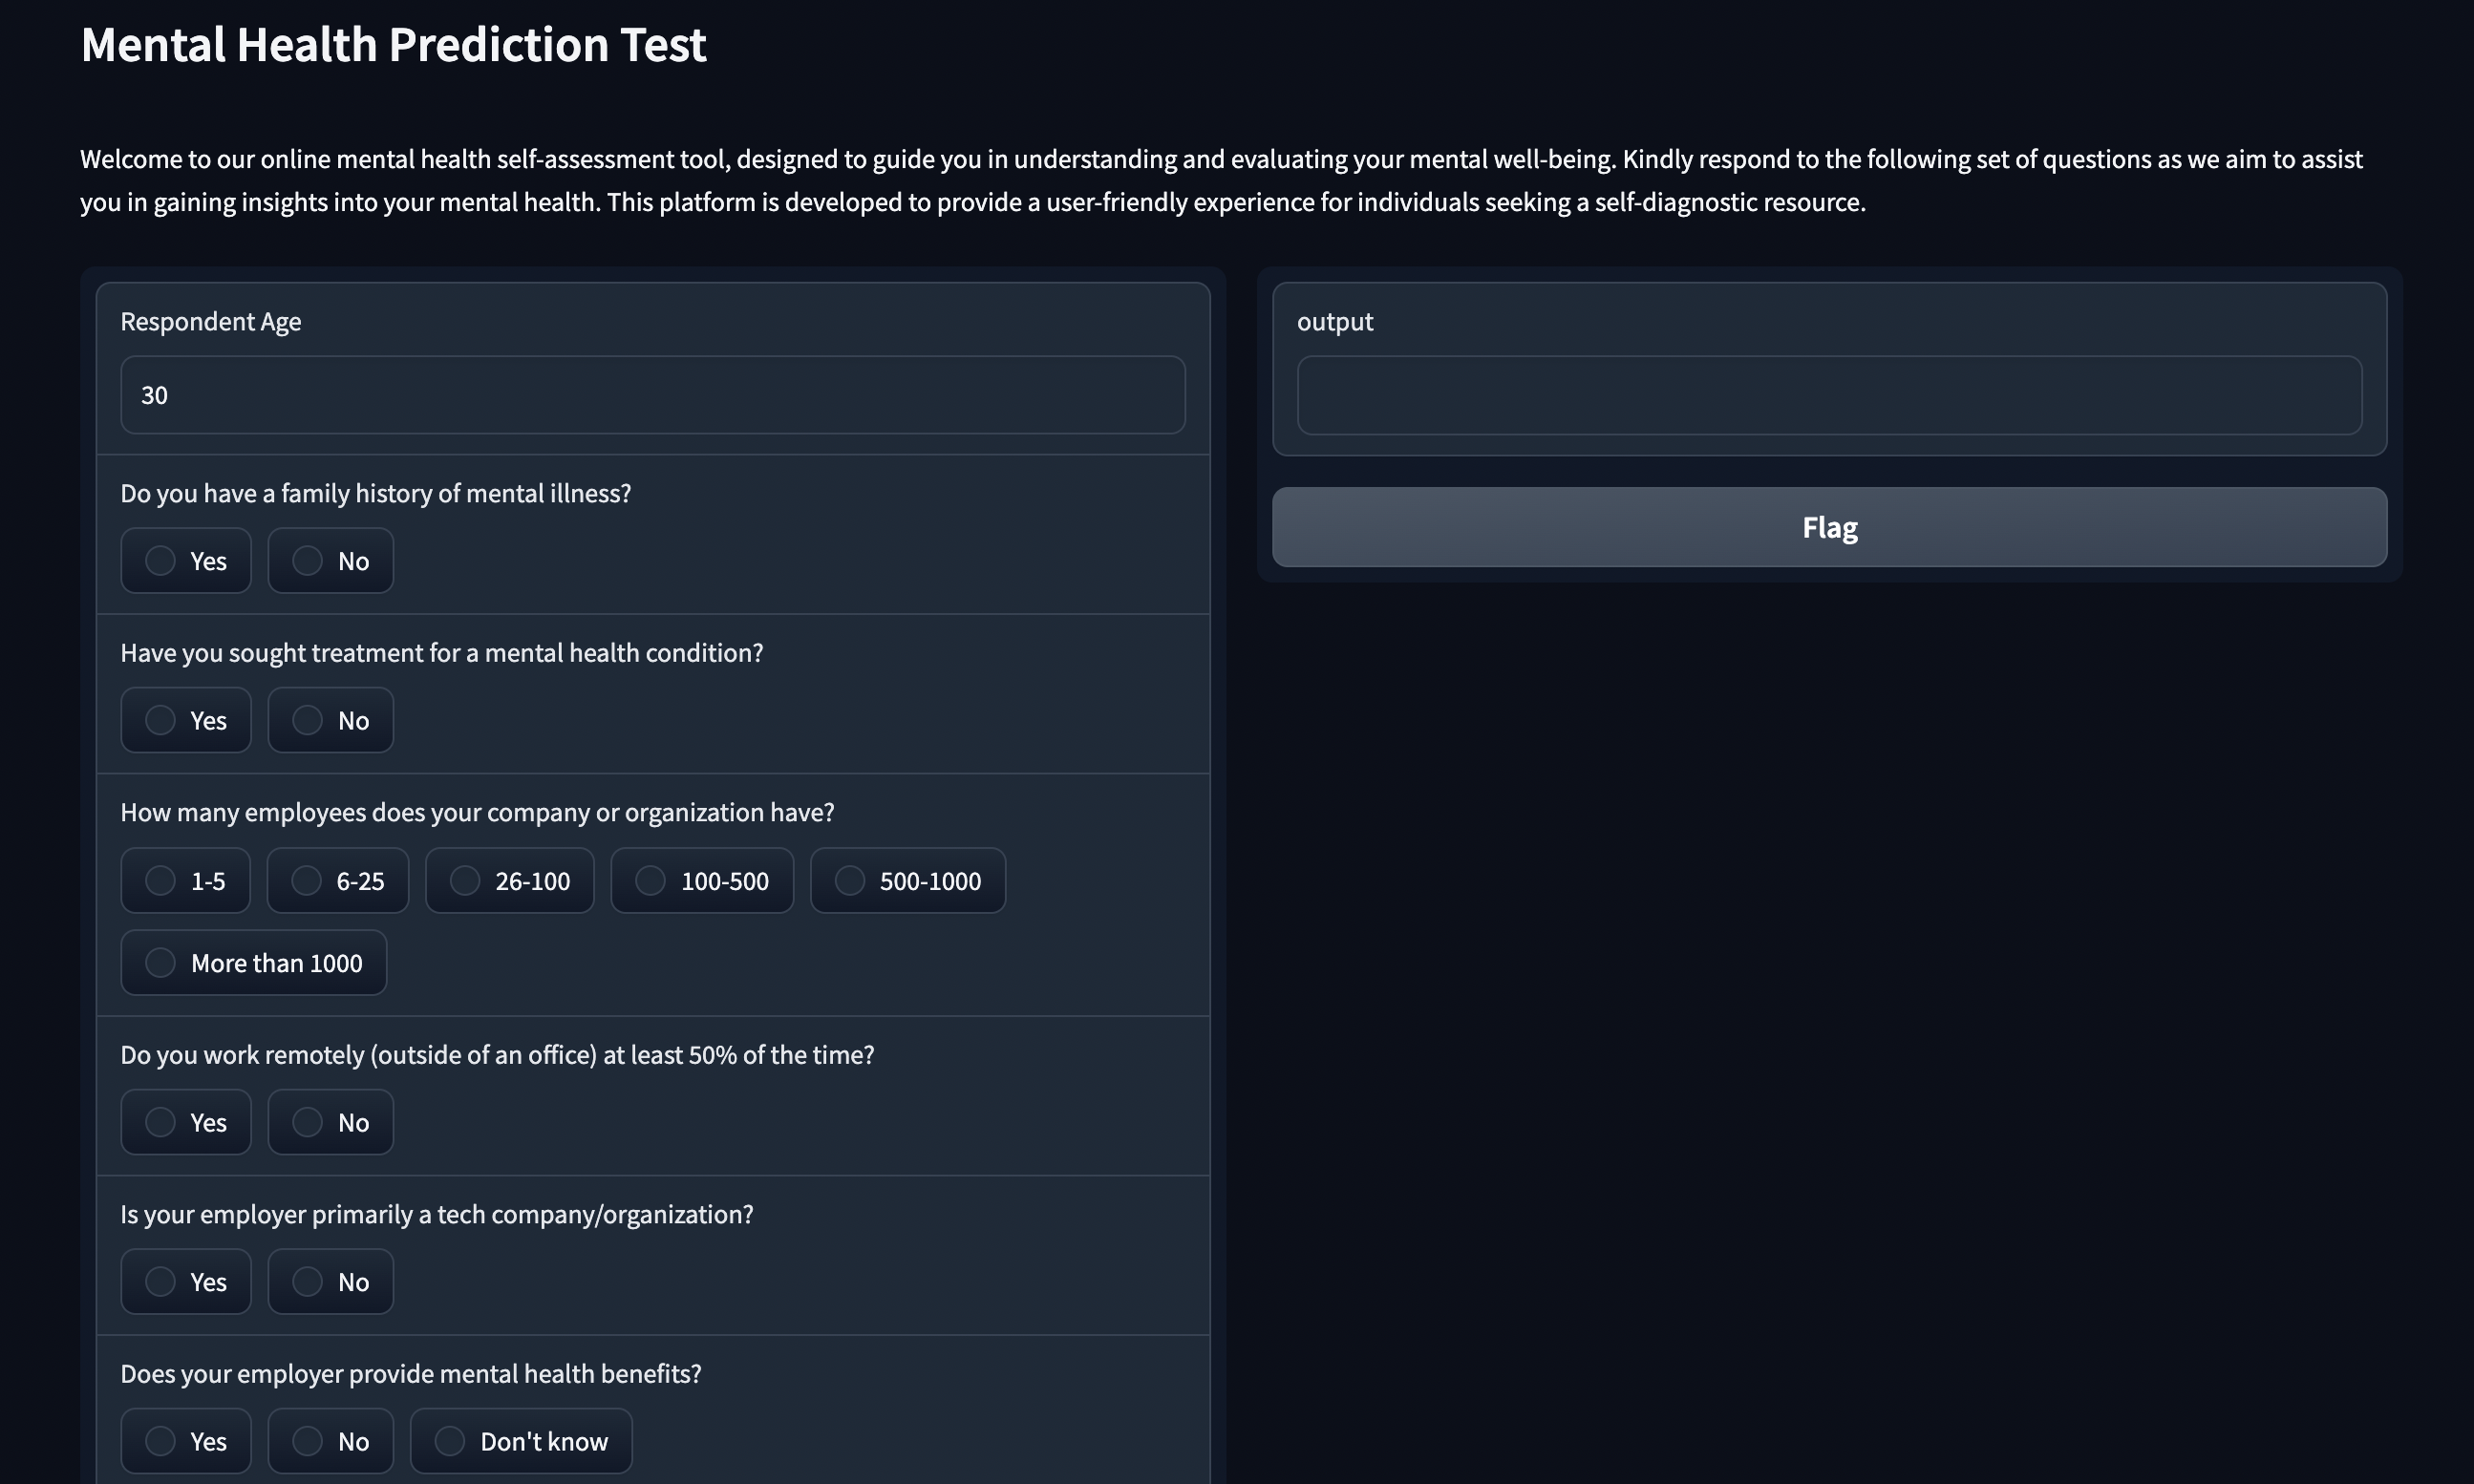 Mental Health Prediction Test
Welcome to our online mental health self-assessment tool, designed to guide you in understanding and evaluating your mental well-being. Kindly respond to the following set of questions as we aim to assist
you in gaining insights into your mental health. This platform is developed to provide a user-friendly experience for individuals seeking a self-diagnostic resource.
Respondent Age
30
Do you have a family history of mental illness?
Yes No
Have you sought treatment for a mental health condition?
Yes No
How many employees does your company or organization have?
1-5 6-25 26-100 100-500 500-1000
More than 1000
Do you work remotely (outside of an office) at least 50% of the time?
Yes No
Is your employer primarily a tech company/organization?
Yes No
Does your employer provide mental health benefits?
Yes No Don't know
output
Flag